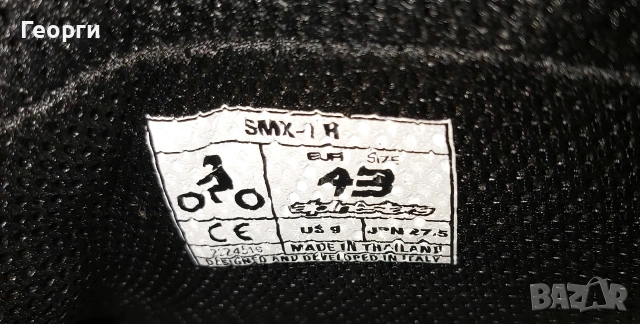 Георги
SMX-1 R
EUR SIZE
43
alpinestars
CE
US 9
JPN 27.5
MADE IN THAILAND
DESIGNED AND DEVELOPED IN ITALY
BAZAR